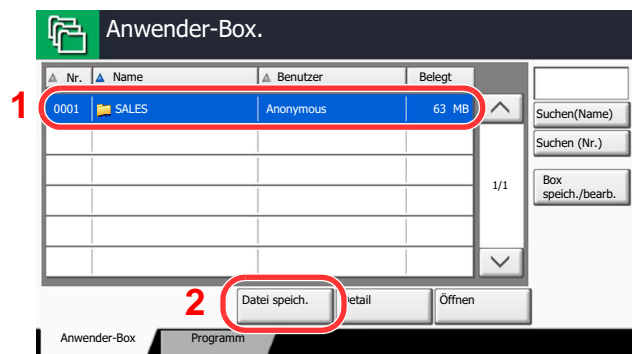 Anwender-Box.
Nr. Name Benutzer Belegt
1
0001 SALES Anonymous 63 MB
Suchen(Name)
Suchen (Nr.)
1/1
Box
speich./bearb.
2
Datei speich. Detail Öffnen
Anwender-Box Programm